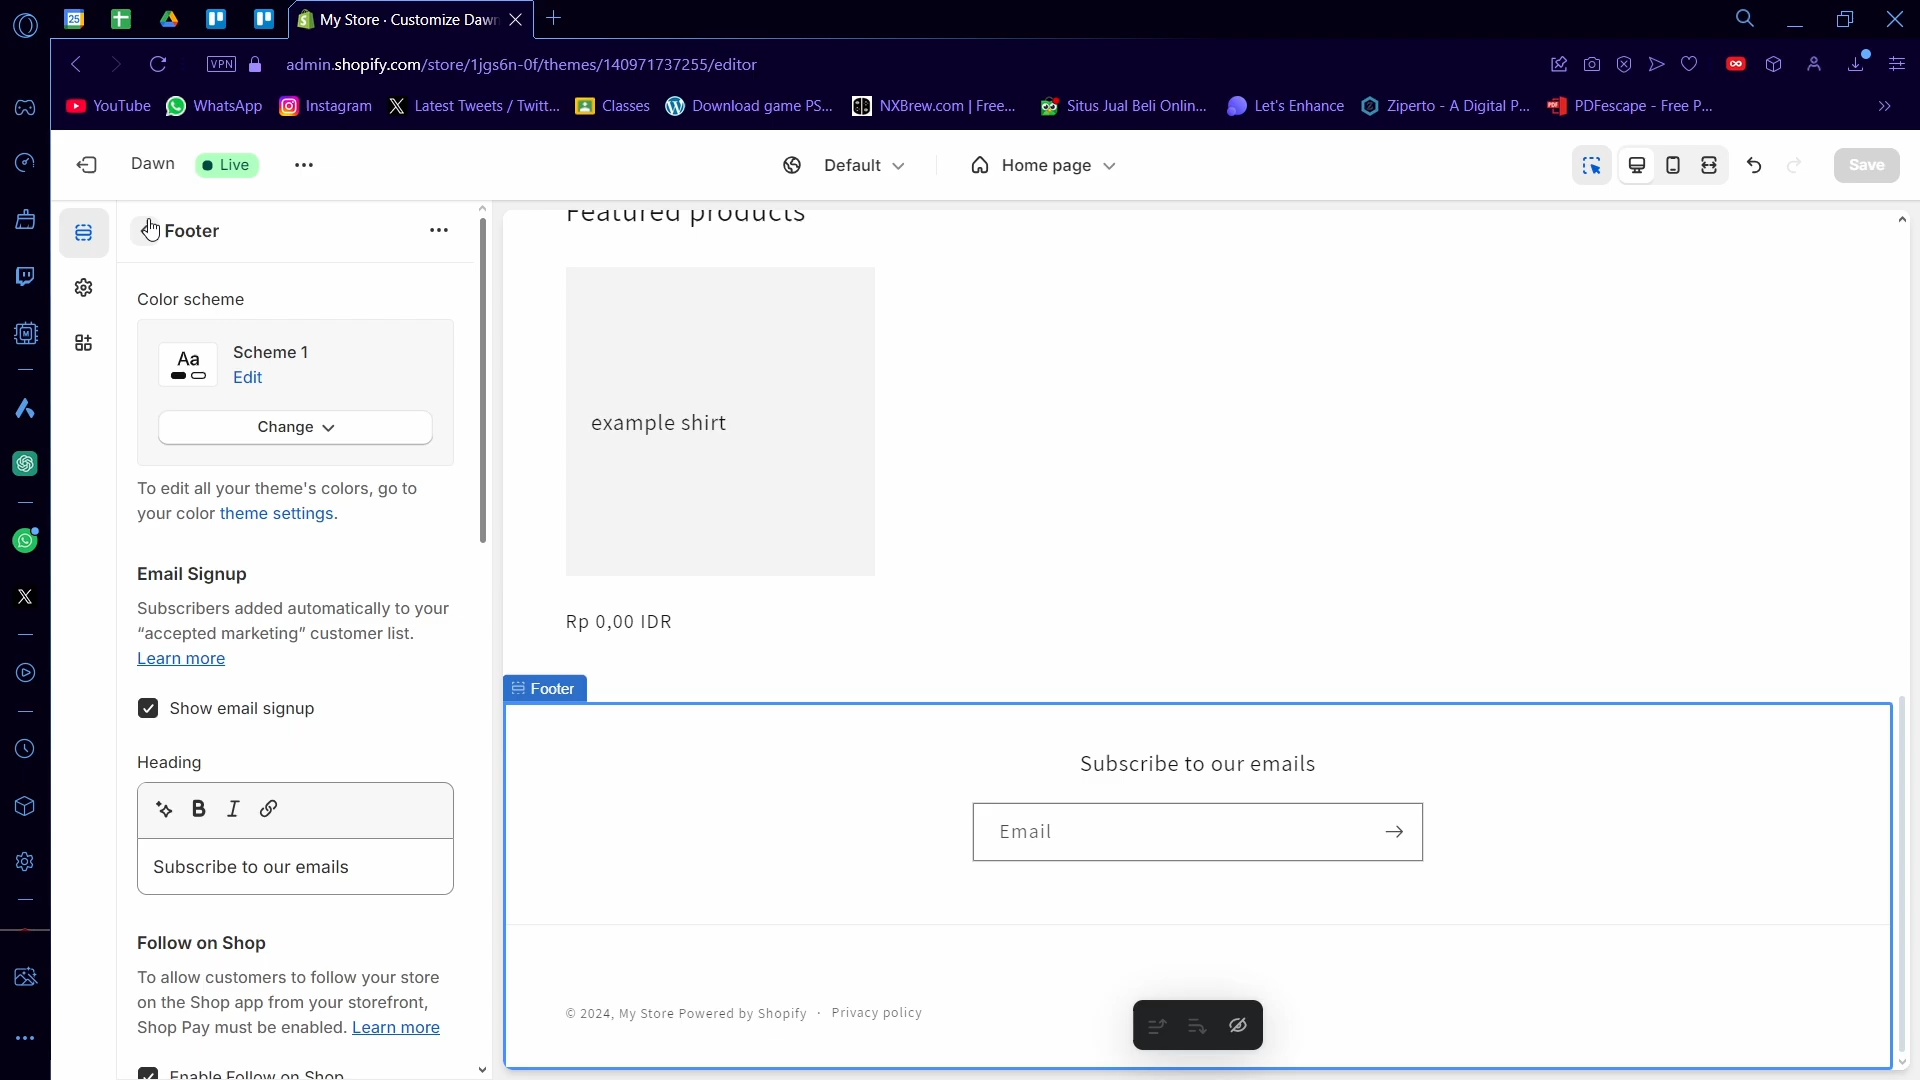 25
My Store · Customize Dawn
VPN
admin.shopify.com/store/1jgs6n-0f/themes/140971737255/editor
YouTube
WhatsApp
Instagram
Latest Tweets / Twitt...
Classes
Download game PS...
NXBrew.com | Free...
Situs Jual Beli Onlin...
Let's Enhance
Ziperto - A Digital P...
PDFescape - Free P...
Dawn
Live
Default
Home page
Save
Footer
Color scheme
Aa
Scheme 1
Edit
Change
To edit all your theme's colors, go to
your color theme settings.
Email Signup
Subscribers added automatically to your
“accepted marketing” customer list.
Learn more
Show email signup
Heading
B I
Subscribe to our emails
Follow on Shop
To allow customers to follow your store
on the Shop app from your storefront,
Shop Pay must be enabled. Learn more
Enable Follow on Shop
Featured products
example shirt
Rp 0,00 IDR
Footer
Subscribe to our emails
Email
© 2024, My Store Powered by Shopify · Privacy policy